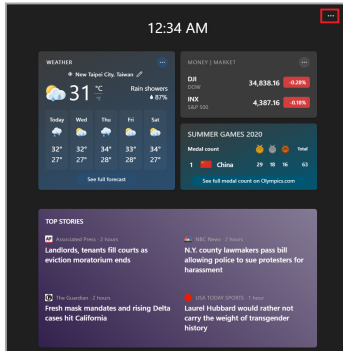 12:34 AM
WEATHER
New Taipei City, Taiwan
31 °C
Rain showers
87%
Today Wed Thu Fri Sat
32° 32° 34° 33° 34°
27° 27° 28° 28° 27°
See full forecast
MONEY | MARKET
DJI 34,838.16 -0.28%
DOW
INX 4,387.16 -0.18%
S&P 500
SUMMER GAMES 2020
Medal count Total
1 China 29 18 16 63
See full medal count on Olympics.com
TOP STORIES
Associated Press · 2 hours
Landlords, tenants fill courts as
eviction moratorium ends
NBC News · 2 hours
N.Y. county lawmakers pass bill
allowing police to sue protesters for
harassment
The Guardian · 2 hours
Fresh mask mandates and rising Delta
cases hit California
USA TODAY SPORTS · 1 hour
Laurel Hubbard would rather not
carry the weight of transgender
history